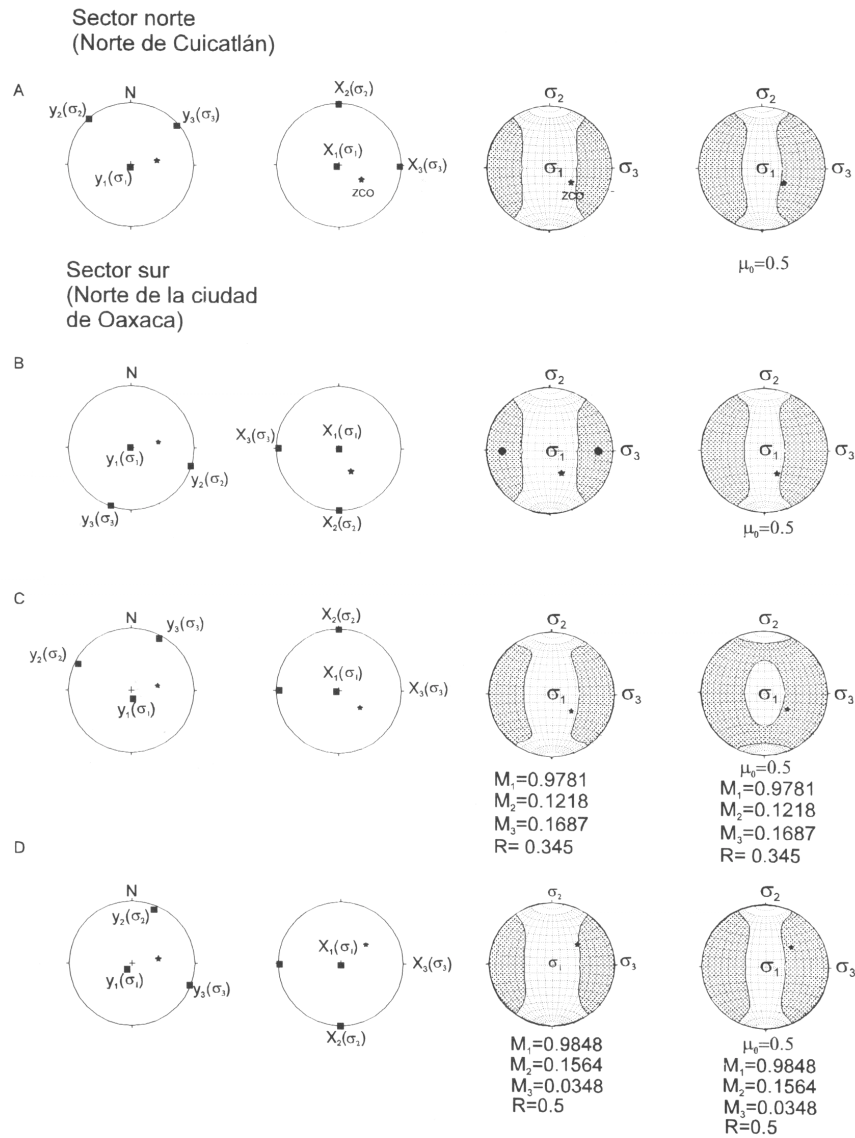 Sector norte
(Norte de Cuicatlán)
A
N
y₂(σ₂)
y₃(σ₃)
y₁(σ₁)
X₂(σ₂)
X₁(σ₁)
X₃(σ₃)
ZCO
σ₂
σ₁
σ₃
ZCO
σ₂
σ₁
σ₃
μ₀=0.5
Sector sur
(Norte de la ciudad
de Oaxaca)
B
N
y₁(σ₁)
y₂(σ₂)
y₃(σ₃)
X₃(σ₃)
X₁(σ₁)
X₂(σ₂)
σ₂
σ₁
σ₃
σ₂
σ₁
σ₃
μ₀=0.5
C
N
y₃(σ₃)
y₂(σ₂)
y₁(σ₁)
X₂(σ₂)
X₁(σ₁)
X₃(σ₃)
σ₂
σ₁
σ₃
M₁=0.9781
M₂=0.1218
M₃=0.1687
R= 0.345
σ₂
σ₁
σ₃
μ₀=0.5
M₁=0.9781
M₂=0.1218
M₃=0.1687
R= 0.345
D
N
y₂(σ₂)
y₁(σ₁)
y₃(σ₃)
X₁(σ₁)
X₃(σ₃)
X₂(σ₂)
σ₂
σ₁
σ₃
M₁=0.9848
M₂=0.1564
M₃=0.0348
R=0.5
σ₂
σ₁
σ₃
μ₀=0.5
M₁=0.9848
M₂=0.1564
M₃=0.0348
R=0.5